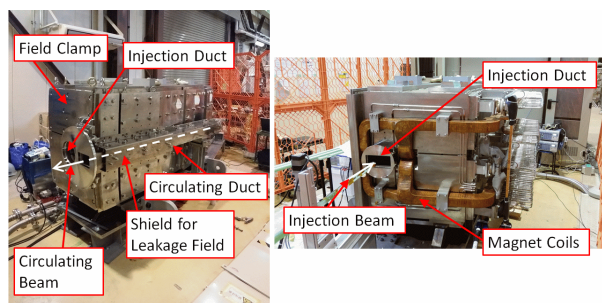 Field Clamp
Injection Duct
Circulating Duct
Shield for
Leakage Field
Circulating
Beam
Injection Duct
Injection Beam
Magnet Coils